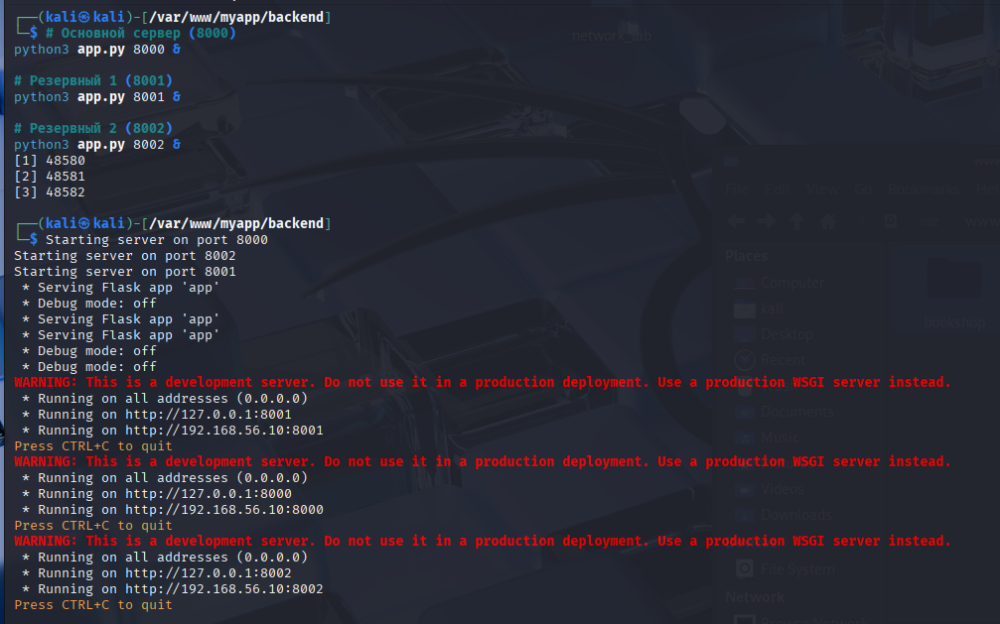 ┌──(kali㉿kali)-[/var/www/myapp/backend]
└─$ # Основной сервер (8000)
python3 app.py 8000 &
# Резервный 1 (8001)
python3 app.py 8001 &
# Резервный 2 (8002)
python3 app.py 8002 &
[1] 48580
[2] 48581
[3] 48582
┌──(kali㉿kali)-[/var/www/myapp/backend]
└─$ Starting server on port 8000
Starting server on port 8002
Starting server on port 8001
* Serving Flask app 'app'
* Debug mode: off
* Serving Flask app 'app'
* Serving Flask app 'app'
* Debug mode: off
* Debug mode: off
WARNING: This is a development server. Do not use it in a production deployment. Use a production WSGI server instead.
* Running on all addresses (0.0.0.0)
* Running on http://127.0.0.1:8001
* Running on http://192.168.56.10:8001
Press CTRL+C to quit
WARNING: This is a development server. Do not use it in a production deployment. Use a production WSGI server instead.
* Running on all addresses (0.0.0.0)
* Running on http://127.0.0.1:8000
* Running on http://192.168.56.10:8000
Press CTRL+C to quit
WARNING: This is a development server. Do not use it in a production deployment. Use a production WSGI server instead.
* Running on all addresses (0.0.0.0)
* Running on http://127.0.0.1:8002
* Running on http://192.168.56.10:8002
Press CTRL+C to quit
network_lab
Places
Computer
kali
Desktop
Recent
Documents
Music
Videos
Downloads
File System
Network
bookshop